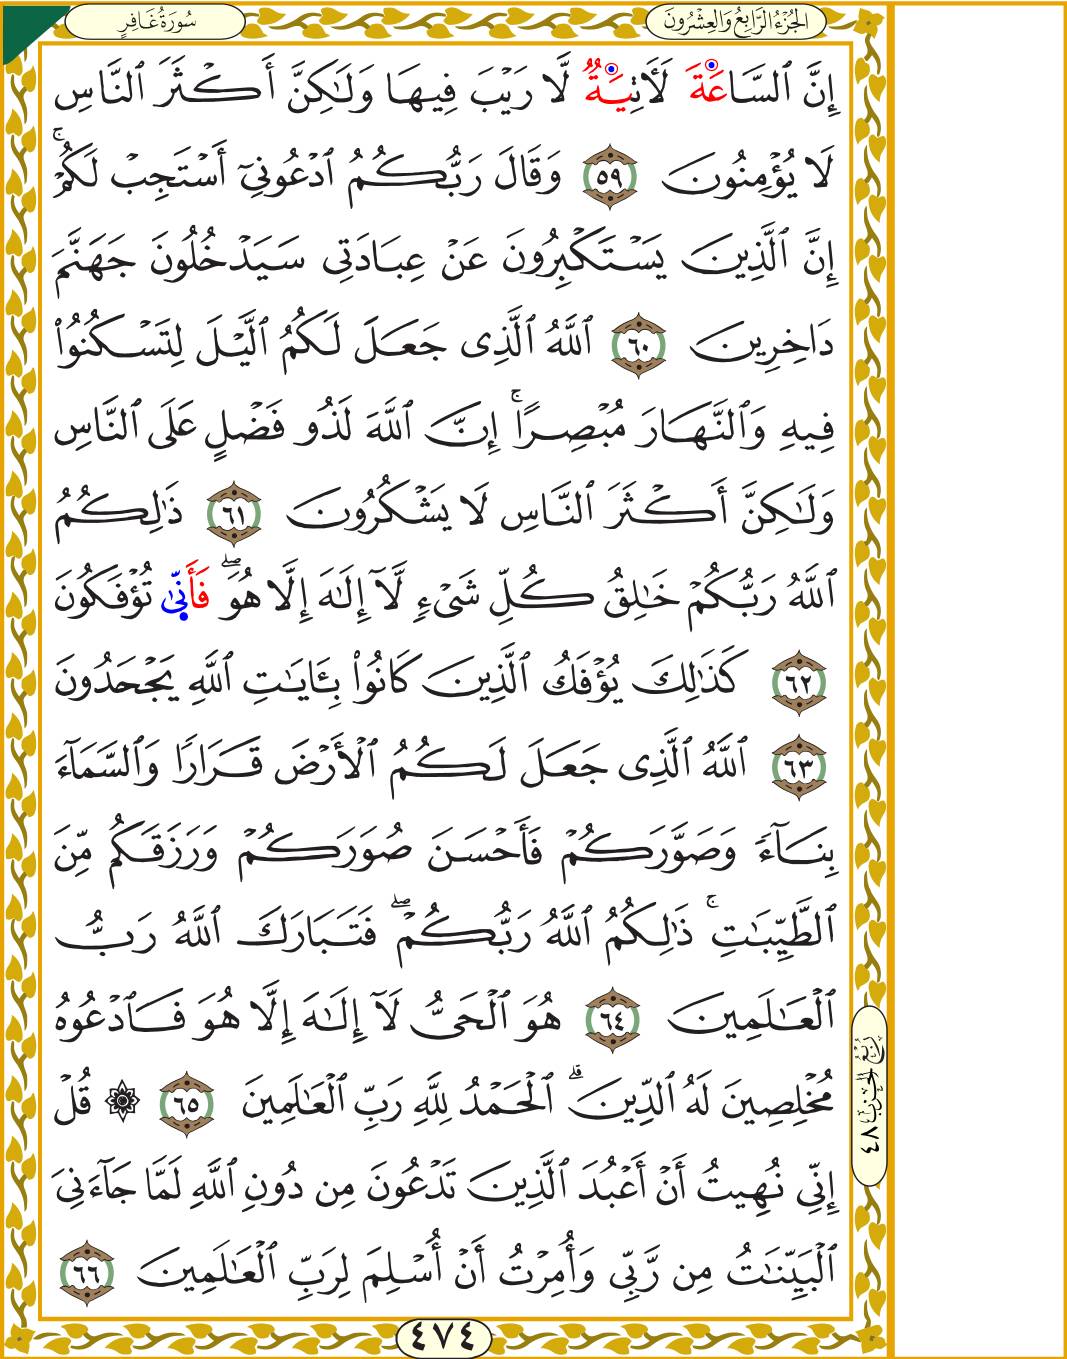 الجُزْءُ الرَّابِعُ وَالعِشْرُونَ
سُورَةُ غَافِرٍ
إِنَّ ٱلسَّاعَةَ لَأٓتِيَةٌ لَّا رَيْبَ فِيهَا وَلَٰكِنَّ أَكْثَرَ ٱلنَّاسِ
لَا يُؤْمِنُونَ ٥٩ وَقَالَ رَبُّكُمُ ٱدْعُونِىٓ أَسْتَجِبْ لَكُمْ ۚ
إِنَّ ٱلَّذِينَ يَسْتَكْبِرُونَ عَنْ عِبَادَتِى سَيَدْخُلُونَ جَهَنَّمَ
دَاخِرِينَ ٦٠ ٱللَّهُ ٱلَّذِى جَعَلَ لَكُمُ ٱلَّيْلَ لِتَسْكُنُوا۟
فِيهِ وَٱلنَّهَارَ مُبْصِرًا ۚ إِنَّ ٱللَّهَ لَذُو فَضْلٍ عَلَى ٱلنَّاسِ
وَلَٰكِنَّ أَكْثَرَ ٱلنَّاسِ لَا يَشْكُرُونَ ٦١ ذَٰلِكُمُ
ٱللَّهُ رَبُّكُمْ خَٰلِقُ كُلِّ شَىْءٍ لَّآ إِلَٰهَ إِلَّا هُوَ ۖ فَأَنَّىٰ تُؤْفَكُونَ
٦٢ كَذَٰلِكَ يُؤْفَكُ ٱلَّذِينَ كَانُوا۟ بِـَٔايَٰتِ ٱللَّهِ يَجْحَدُونَ
٦٣ ٱللَّهُ ٱلَّذِى جَعَلَ لَكُمُ ٱلْأَرْضَ قَرَارًا وَٱلسَّمَآءَ
بِنَآءً وَصَوَّرَكُمْ فَأَحْسَنَ صُوَرَكُمْ وَرَزَقَكُم مِّنَ
ٱلطَّيِّبَٰتِ ۚ ذَٰلِكُمُ ٱللَّهُ رَبُّكُمْ ۖ فَتَبَارَكَ ٱللَّهُ رَبُّ
ٱلْعَٰلَمِينَ ٦٤ هُوَ ٱلْحَىُّ لَآ إِلَٰهَ إِلَّا هُوَ فَٱدْعُوهُ
مُخْلِصِينَ لَهُ ٱلدِّينَ ۗ ٱلْحَمْدُ لِلَّهِ رَبِّ ٱلْعَٰلَمِينَ ٦٥ ۞ قُلْ
إِنِّى نُهِيتُ أَنْ أَعْبُدَ ٱلَّذِينَ تَدْعُونَ مِن دُونِ ٱللَّهِ لَمَّا جَآءَنِىَ
ٱلْبَيِّنَٰتُ مِن رَّبِّى وَأُمِرْتُ أَنْ أُسْلِمَ لِرَبِّ ٱلْعَٰلَمِينَ ٦٦
رُبْعُ الحِزْبِ ٤٨
٤٧٤